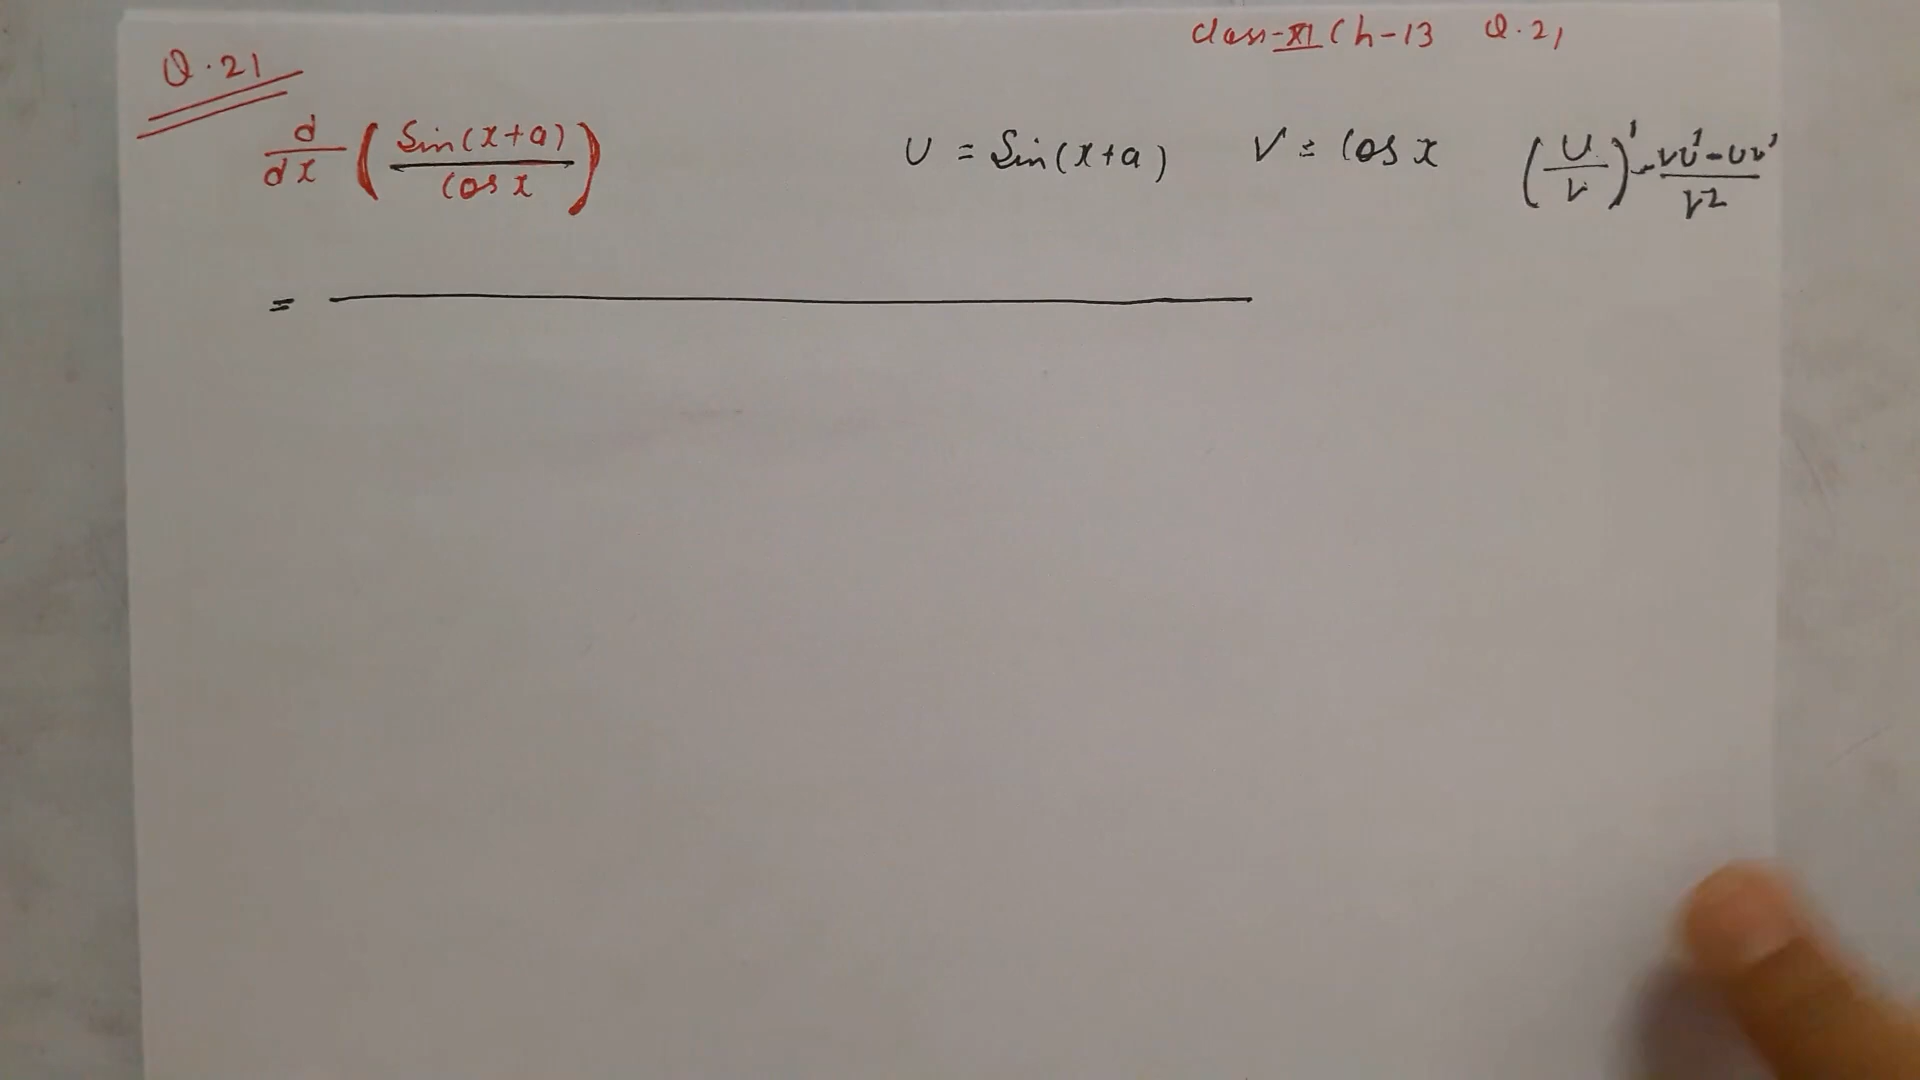 Class-XI Ch-13 Q.21
Q.21
d/dx ( Sin(x+a) / Cos x )
U = Sin(x+a) V = Cos x (U/V)' = VU'-UV' / V2
=